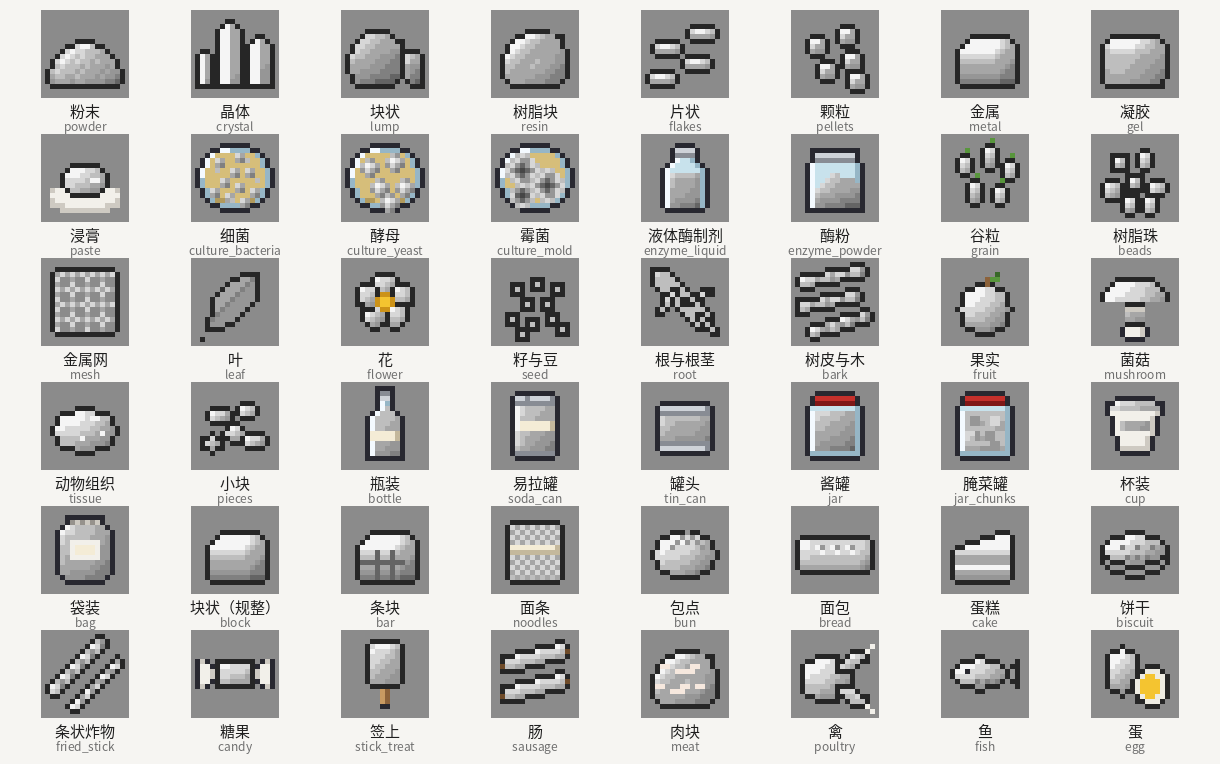 粉末 晶体 块状 树脂块 片状 颗粒 金属 凝胶
powder crystal lump resin flakes pellets metal gel
浸膏 细菌 酵母 霉菌 液体酶制剂 酶粉 谷粒 树脂珠
paste culture_bacteria culture_yeast culture_mold enzyme_liquid enzyme_powder grain beads
金属网 叶 花 籽与豆 根与根茎 树皮与木 果实 菌菇
mesh leaf flower seed root bark fruit mushroom
动物组织 小块 瓶装 易拉罐 罐头 酱罐 腌菜罐 杯装
tissue pieces bottle soda_can tin_can jar jar_chunks cup
袋装 块状（规整） 条块 面条 包点 面包 蛋糕 饼干
bag block bar noodles bun bread cake biscuit
条状炸物 糖果 签上 肠 肉块 禽 鱼 蛋
fried_stick candy stick_treat sausage meat poultry fish egg